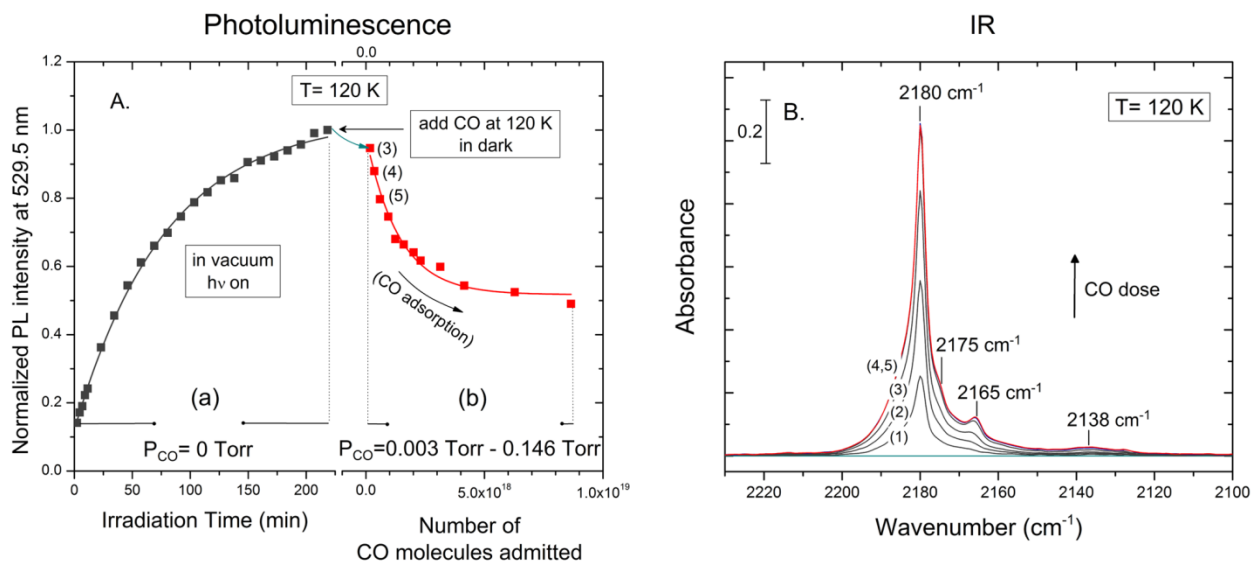 Photoluminescence
IR
0.0
A.
T= 120 K
add CO at 120 K
in dark
(3)
(4)
(5)
in vacuum
hν on
(CO adsorption)
(a)
(b)
P_CO= 0 Torr
P_CO=0.003 Torr - 0.146 Torr
Normalized PL intensity at 529.5 nm
1.2
1.0
0.8
0.6
0.4
0.2
0.0
0
50
100
150
200
0.0
5.0x10^18
1.0x10^19
Irradiation Time (min)
Number of
CO molecules admitted
Absorbance
0.2
B.
T= 120 K
2180 cm⁻¹
CO dose
2175 cm⁻¹
2165 cm⁻¹
2138 cm⁻¹
(4,5)
(3)
(2)
(1)
2220
2200
2180
2160
2140
2120
2100
Wavenumber (cm⁻¹)